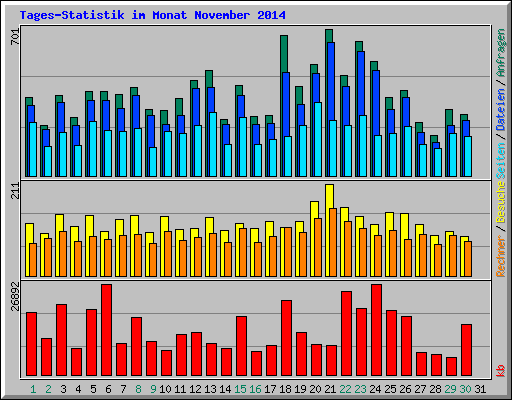 Tages-Statistik im Monat November 2014
701
211
26892
Rechner / Besuche Seiten / Dateien / Anfragen
kb
1 2 3 4 5 6 7 8 9 10 11 12 13 14 15 16 17 18 19 20 21 22 23 24 25 26 27 28 29 30 31